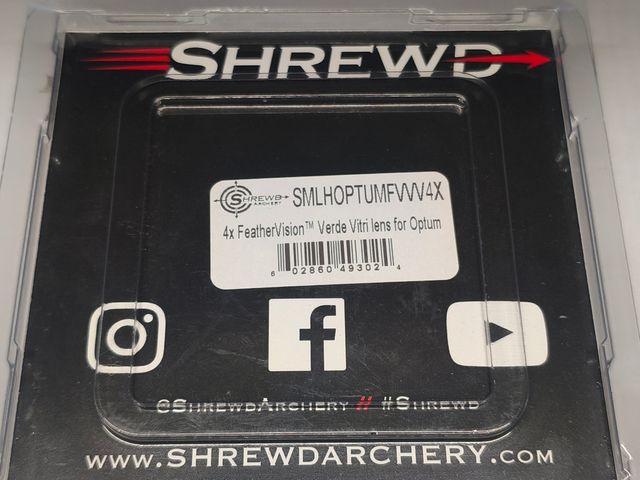 SHREWD
SHREWD
ARCHERY
SMLHOPTUMFVVV4X
4x FeatherVision™ Verde Vitri lens for Optum
6 02860 49302 4
@SHREWDARCHERY // #SHREWD
WWW.SHREWDARCHERY.COM